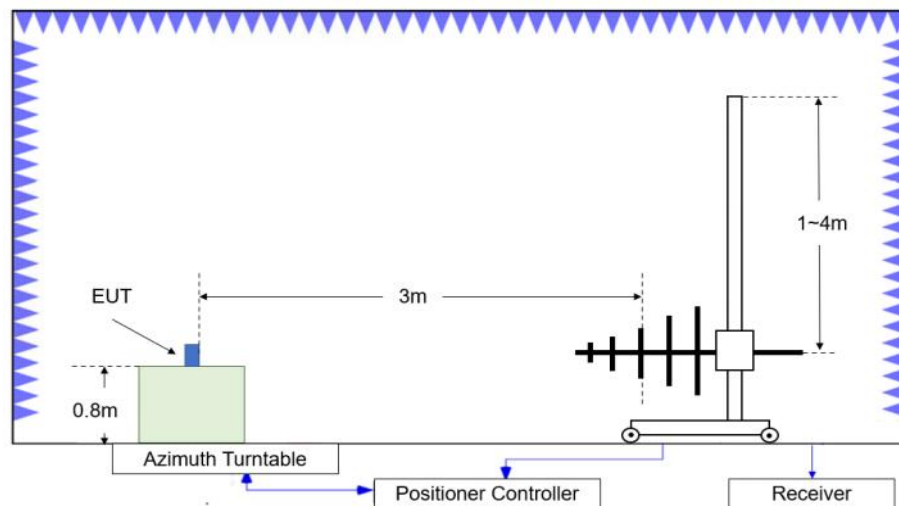 EUT
3m
1~4m
0.8m
Azimuth Turntable
Positioner Controller
Receiver